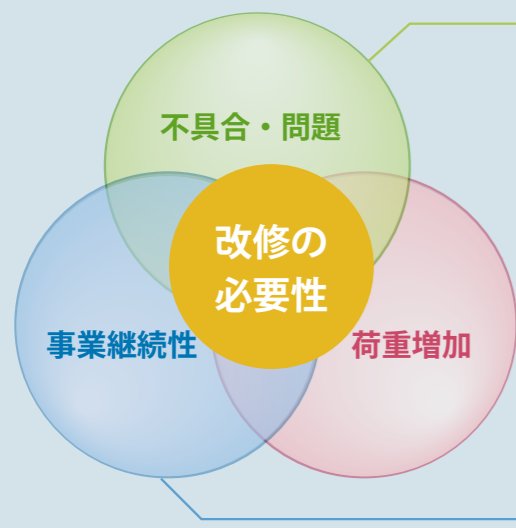 不具合・問題
改修の
必要性
事業継続性
荷重増加